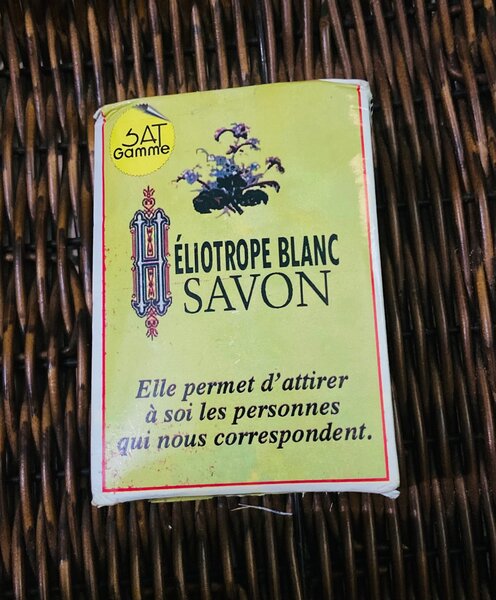 SAT
Gamme
HÉLIOTROPE BLANC
SAVON
Elle permet d'attirer
à soi les personnes
qui nous correspondent.